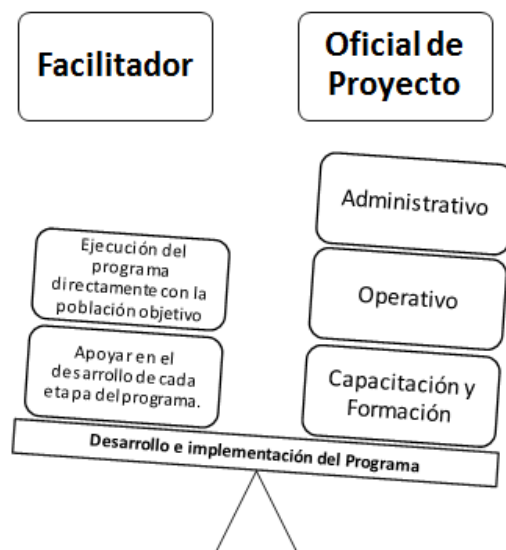 Facilitador
Oficial de
Proyecto
Administrativo
Ejecución del
programa
directamente con la
población objetivo
Operativo
Apoyar en el
desarrollo de cada
etapa del programa.
Capacitación y
Formación
Desarrollo e implementación del Programa